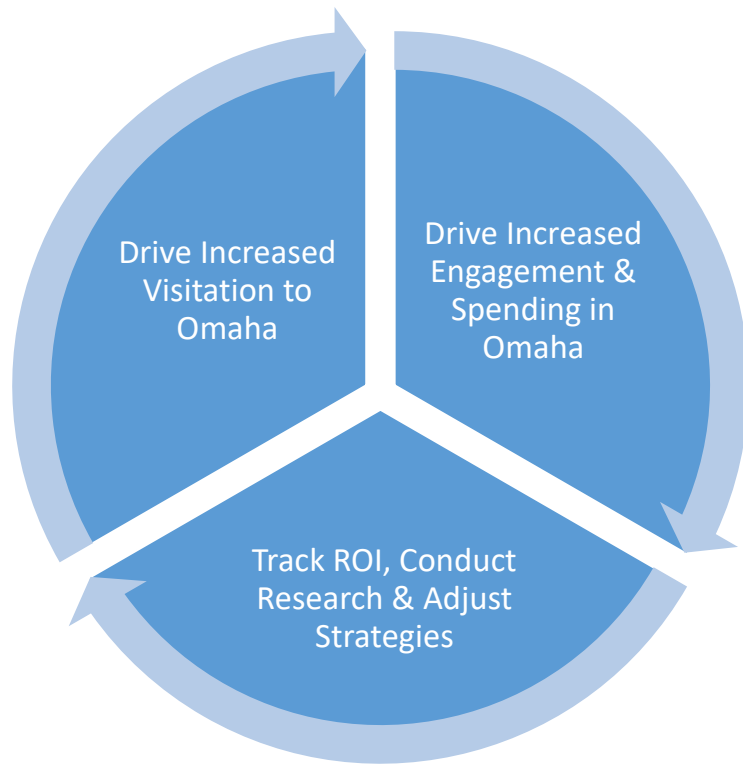 Drive Increased
Visitation to
Omaha
Drive Increased
Engagement &
Spending in
Omaha
Track ROI, Conduct
Research & Adjust
Strategies